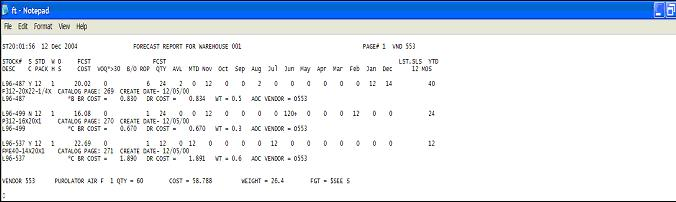 ft - Notepad
File Edit Format View Help
ST20:01:56 12 Dec 2004 FORECAST REPORT FOR WAREHOUSE 001 PAGE# 1 VND 553
STOCK# S STD W O FCST FCST LST.SLS YTD
DESC C PACK H S COST VOQ*>30 B/O ROP QTY AVL MTD Nov Oct Sep Aug Jul Jun May Apr Mar Feb Jan Dec 12 MOS
L96-487 Y 12 1 20.02 0 6 24 2 0 12 0 0 2 0 0 0 0 0 0 12 14 40
P312-20X22-1/4X CATALOG PAGE: 269 CREATE DATE- 12/05/00
L96-487 *B BR COST = 0.830 DR COST = 0.834 WT = 0.5 ADC VENDOR = 0553
L96-499 N 12 1 16.08 0 1 24 0 0 0 0 0 0 0 120+ 0 0 0 12 0 0 24
P312-16X20X1 CATALOG PAGE: 270 CREATE DATE- 12/05/00
L96-499 *C BR COST = 0.670 DR COST = 0.670 WT = 0.3 ADC VENDOR = 0553
L96-537 Y 12 1 22.69 0 1 12 0 12 0 0 12 0 0 0 0 0 0 0 0 0 12
FME40-14X20X1 CATALOG PAGE: 271 CREATE DATE- 12/05/00
L96-537 *C BR COST = 1.890 DR COST = 1.891 WT = 0.6 ADC VENDOR = 0553
VENDOR 553 PUROLATOR AIR F 1 QTY = 60 COST = 58.788 WEIGHT = 26.4 FGT = 5SEE S